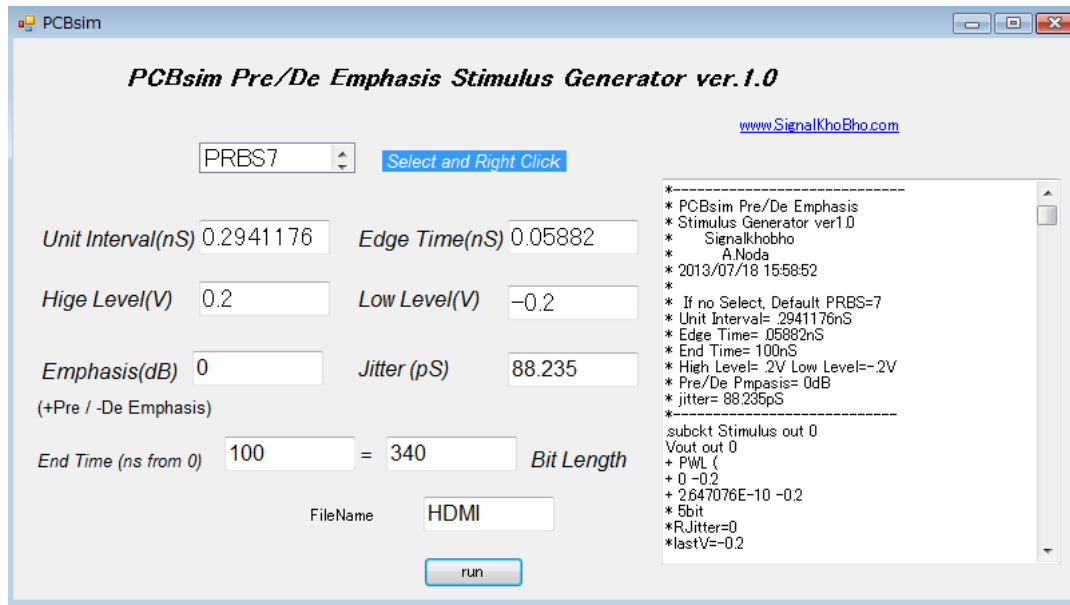 PCBsim
PCBsim Pre/De Emphasis Stimulus Generator ver.1.0
www.SignalKhoBho.com
PRBS7
Select and Right Click
Unit Interval(nS) 0.2941176
Edge Time(nS) 0.05882
Hige Level(V) 0.2
Low Level(V) -0.2
Emphasis(dB) 0
Jitter (pS) 88.235
(+Pre / -De Emphasis)
End Time (ns from 0) 100 = 340 Bit Length
FileName HDMI
run
*-----------------------------
* PCBsim Pre/De Emphasis
* Stimulus Generator ver1.0
* Signalkhobho
* A.Noda
* 2013/07/18 15:58:52
*
* If no Select, Default PRBS=7
* Unit Interval= .2941176nS
* Edge Time= .05882nS
* End Time= 100nS
* High Level= .2V Low Level=-.2V
* Pre/De Pmpasis= 0dB
* jitter= 88.235pS
*----------------------------
.subckt Stimulus out 0
Vout out 0
+ PWL (
+ 0 -0.2
+ 2.647076E-10 -0.2
* 5bit
*RJitter=0
*lastV=-0.2